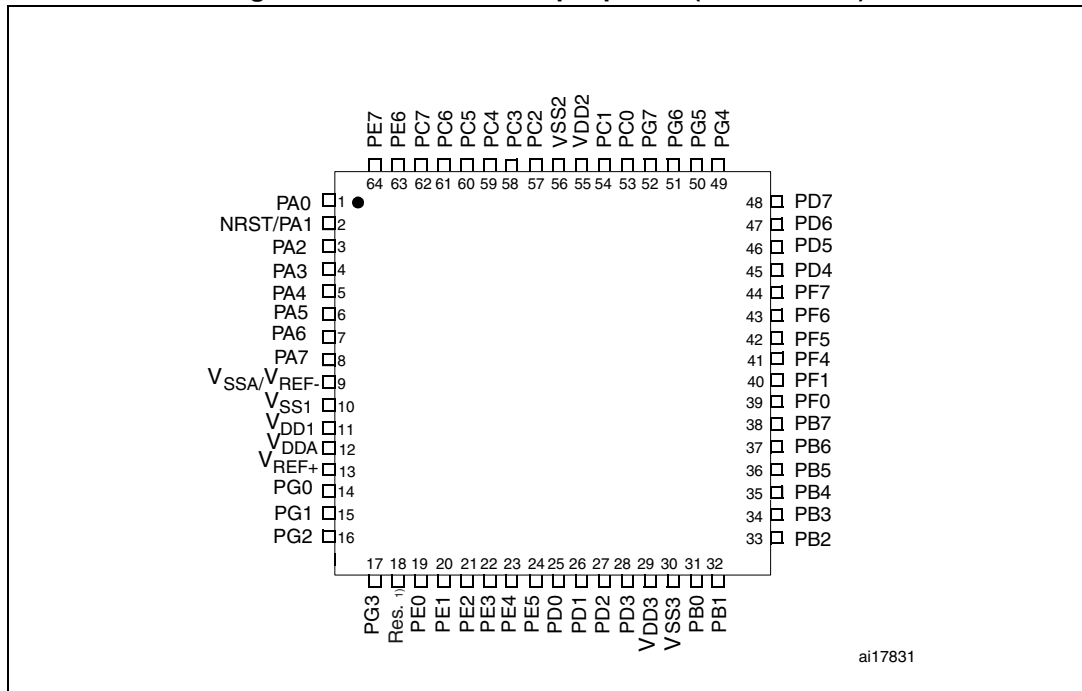 PE7 PE6 PC7 PC6 PC5 PC4 PC3 PC2 VSS2 VDD2 PC1 PC0 PG7 PG6 PG5 PG4
64 63 62 61 60 59 58 57 56 55 54 53 52 51 50 49
PA0 1 48 PD7
NRST/PA1 2 47 PD6
PA2 3 46 PD5
PA3 4 45 PD4
PA4 5 44 PF7
PA5 6 43 PF6
PA6 7 42 PF5
PA7 8 41 PF4
VSSA/VREF- 9 40 PF1
VSS1 10 39 PF0
VDD1 11 38 PB7
VDDA 12 37 PB6
VREF+ 13 36 PB5
PG0 14 35 PB4
PG1 15 34 PB3
PG2 16 33 PB2
17 18 19 20 21 22 23 24 25 26 27 28 29 30 31 32
PG3 Res. 1) PE0 PE1 PE2 PE3 PE4 PE5 PD0 PD1 PD2 PD3 VDD3 VSS3 PB0 PB1
ai17831